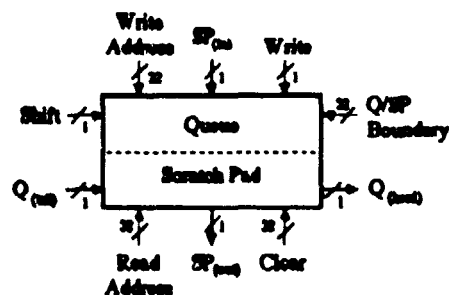 Write Address SP(in) Write
22 1 1
Shift 1 Queue 32 Q/SP Boundary
Scratch Pad
Q(tail) 1 1 Q(head)
32 1 32
Read Address SP(out) Clear